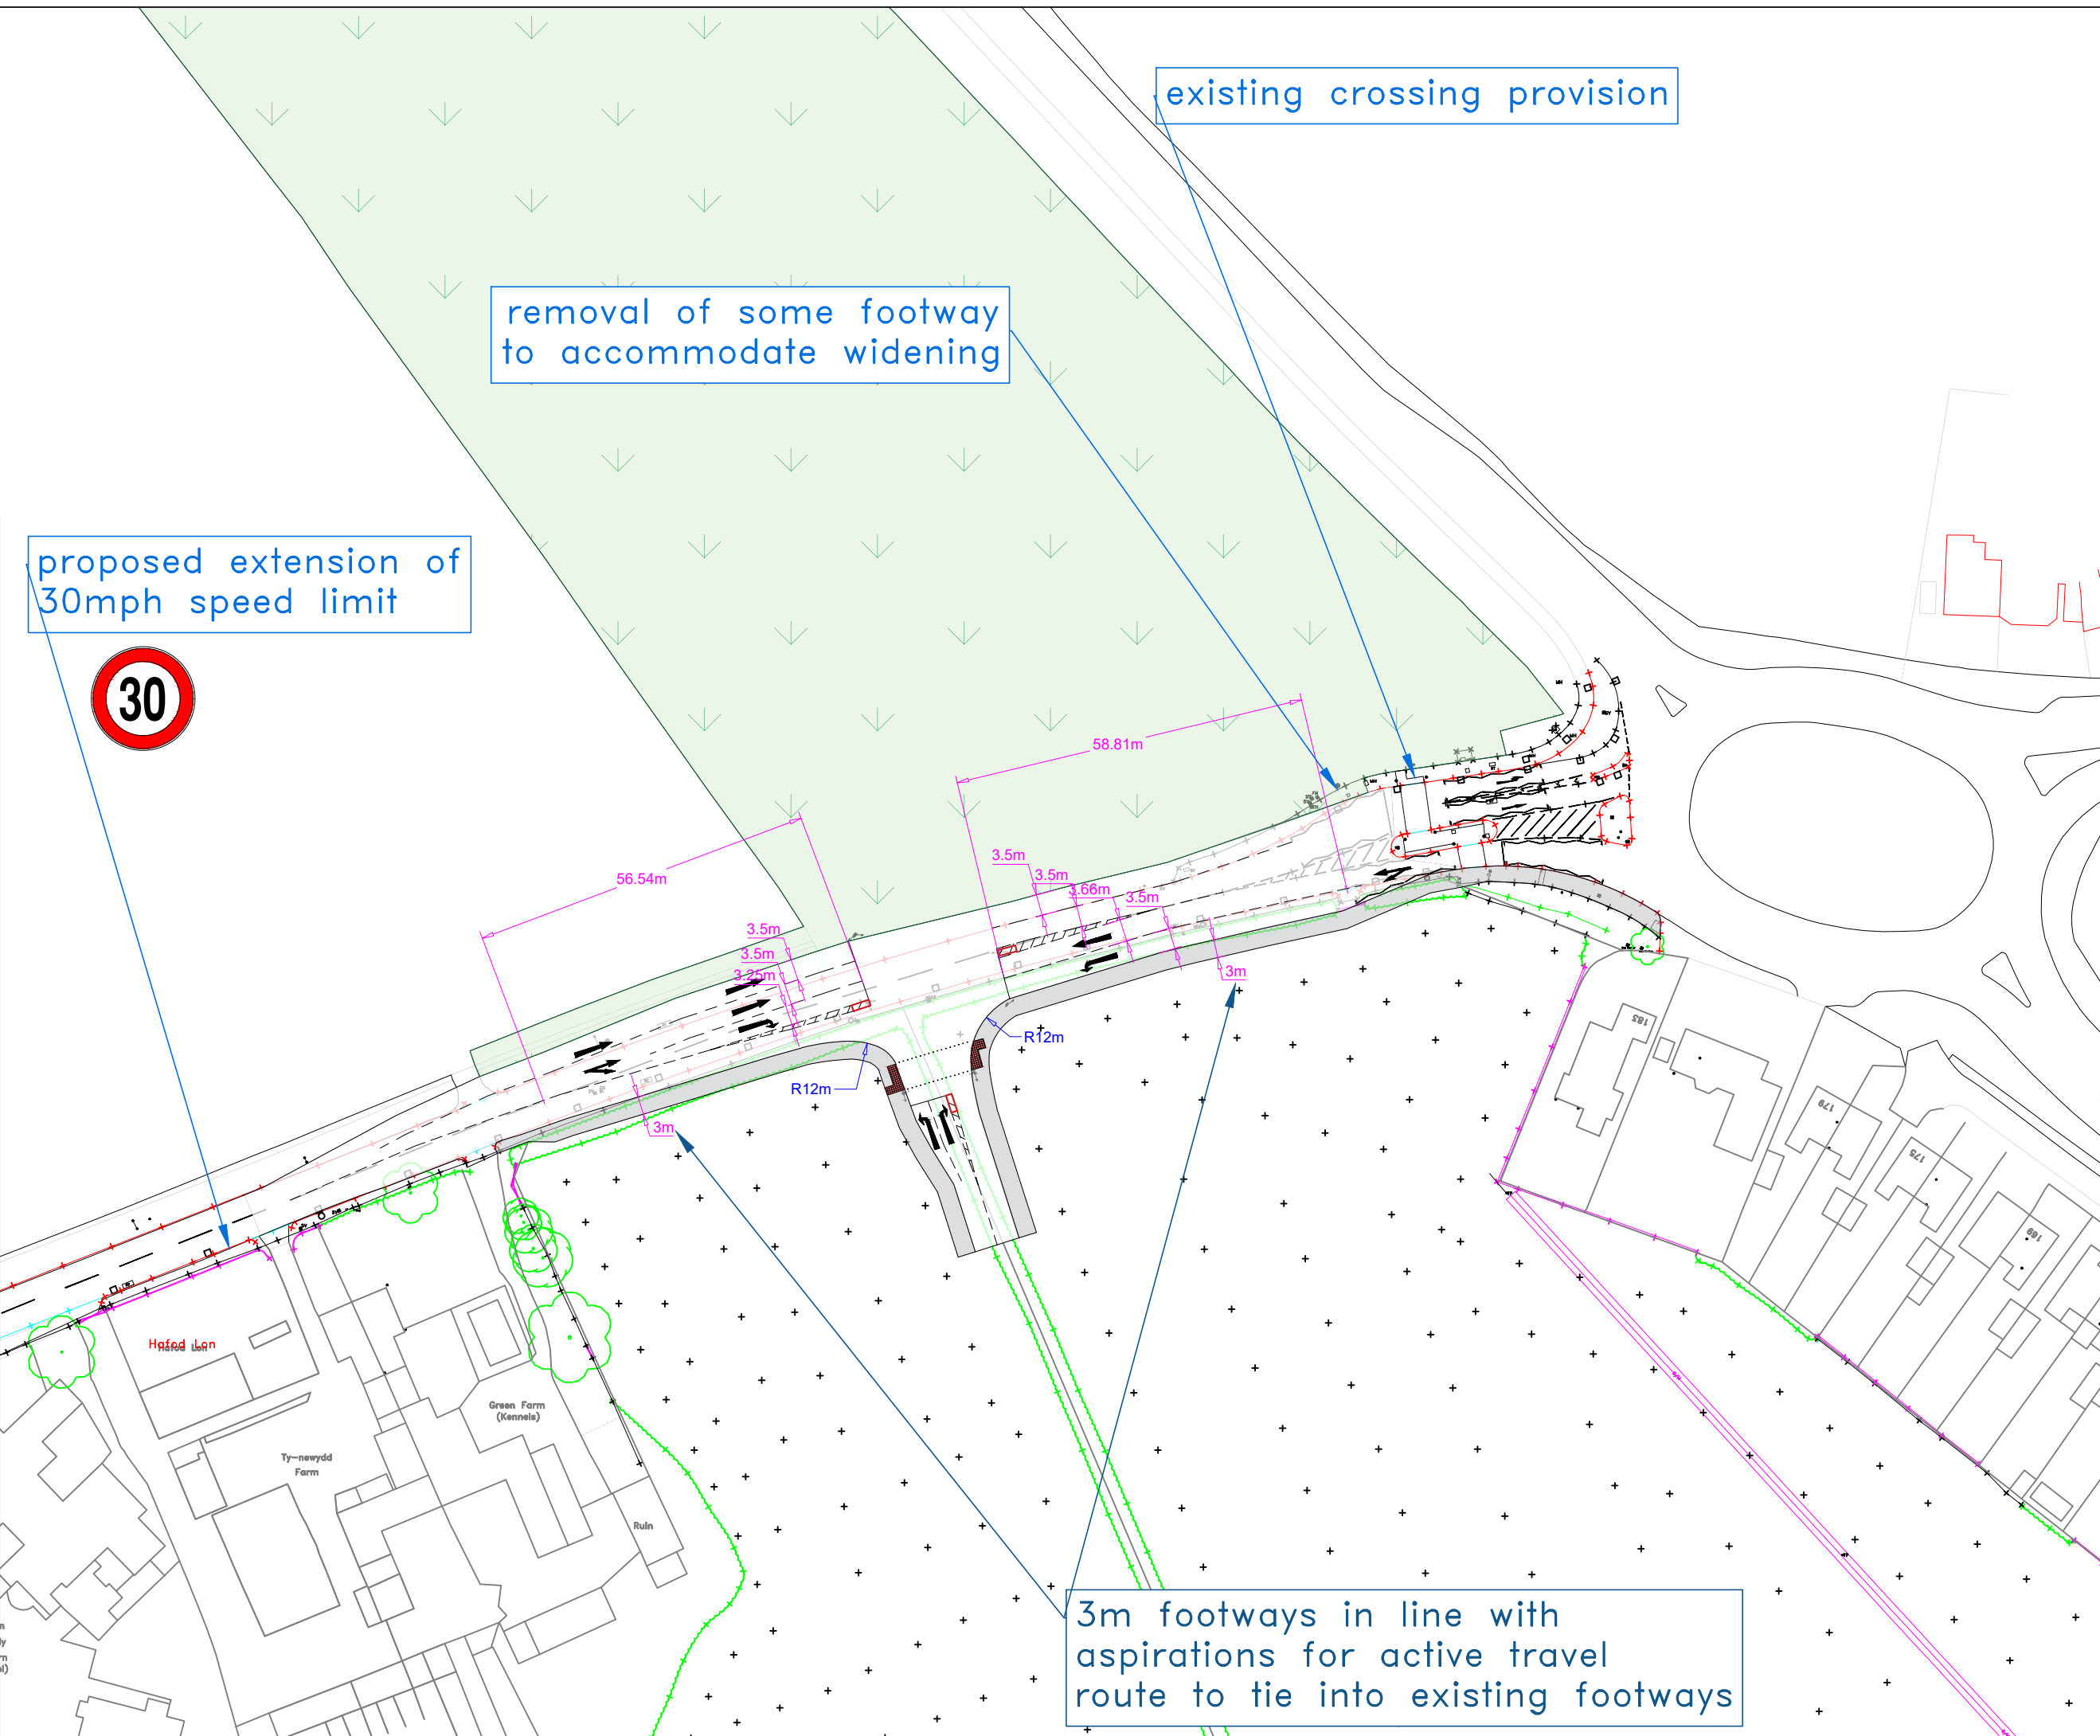 existing crossing provision
removal of some footway
to accommodate widening
proposed extension of
30mph speed limit
30
58.81m
56.54m
3.5m
3.5m
3.66m
3.5m
3.5m
3.5m
3.25m
3m
R12m
R12m
3m
183
179
175
169
Hafod Lon
Hafod Lon
Green Farm
(Kennels)
Ty-newydd
Farm
Ruin
3m footways in line with
aspirations for active travel
route to tie into existing footways